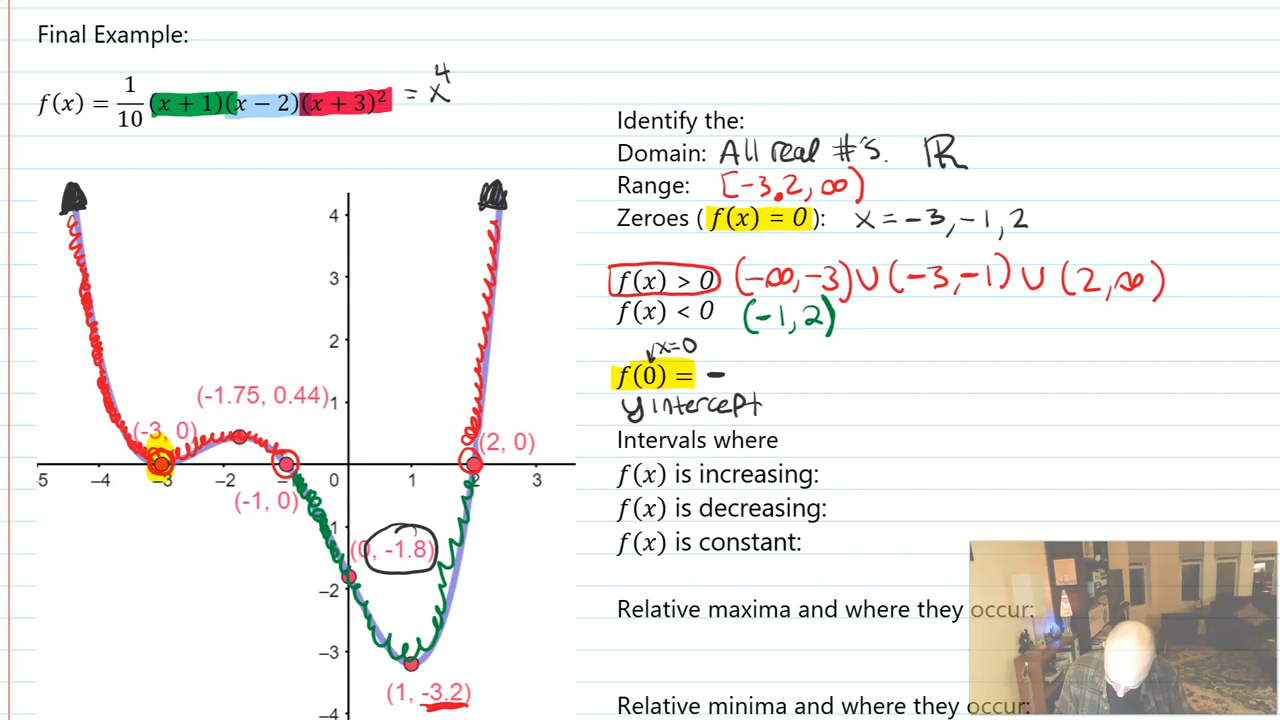 Final Example:
f(x) = 1/10 (x + 1)(x − 2)(x + 3)² = x⁴
Identify the:
Domain: All real #'s. ℝ
Range: [-3.2, ∞)
Zeroes ( f(x) = 0 ): x = -3, -1, 2
f(x) > 0 (-∞, -3) ∪ (-3, -1) ∪ (2, ∞)
f(x) < 0 (-1, 2)
x=0
f(0) = -
y intercept
Intervals where
f(x) is increasing:
f(x) is decreasing:
f(x) is constant:
Relative maxima and where they occur:
Relative minima and where they occur:
4
3
2
(-1.75, 0.44)
1
(-3, 0)
(2, 0)
5 −4 −3 −2 0 1 2 3
(-1, 0)
1
(0, -1.8)
−2
−3
(1, -3.2)
−4